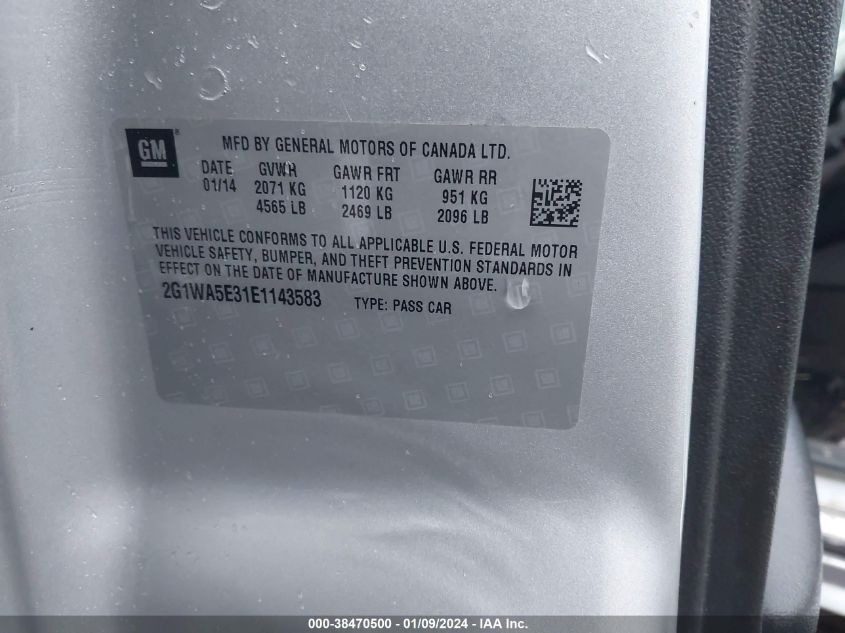 GM
MFD BY GENERAL MOTORS OF CANADA LTD.
DATE GVWR GAWR FRT GAWR RR
01/14 2071 KG 1120 KG 951 KG
4565 LB 2469 LB 2096 LB
THIS VEHICLE CONFORMS TO ALL APPLICABLE U.S. FEDERAL MOTOR
VEHICLE SAFETY, BUMPER, AND THEFT PREVENTION STANDARDS IN
EFFECT ON THE DATE OF MANUFACTURE SHOWN ABOVE.
2G1WA5E31E1143583 TYPE: PASS CAR
000-38470500 - 01/09/2024 - IAA Inc.